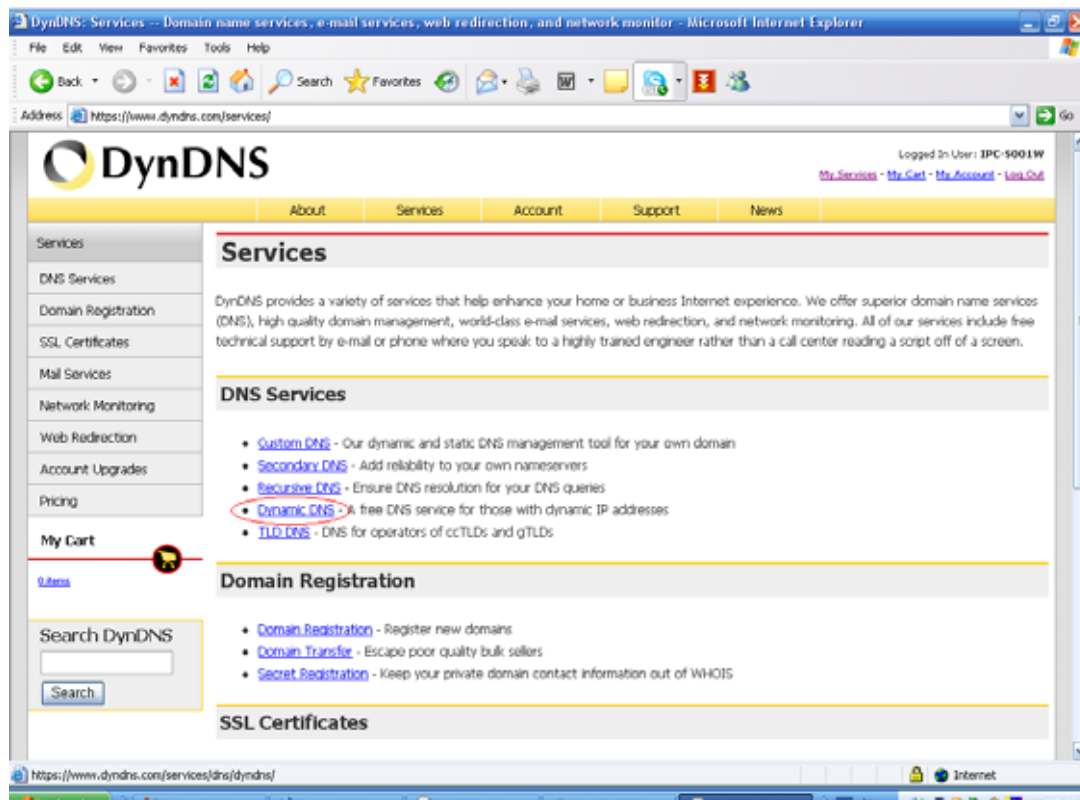 DynDNS: Services -- Domain name services, e-mail services, web redirection, and network monitor - Microsoft Internet Explorer
File Edit View Favorites Tools Help
Back Search Favorites
Address https://www.dyndns.com/services/ Go
DynDNS
Logged In User: IPC-5001W
My Services - My Cart - My Account - Log Out
About Services Account Support News
Services
DNS Services
Domain Registration
SSL Certificates
Mail Services
Network Monitoring
Web Redirection
Account Upgrades
Pricing
My Cart
0 items
Search DynDNS
Search
Services
DynDNS provides a variety of services that help enhance your home or business Internet experience. We offer superior domain name services
(DNS), high quality domain management, world-class e-mail services, web redirection, and network monitoring. All of our services include free
technical support by e-mail or phone where you speak to a highly trained engineer rather than a call center reading a script off of a screen.
DNS Services
Custom DNS - Our dynamic and static DNS management tool for your own domain
Secondary DNS - Add reliability to your own nameservers
Recursive DNS - Ensure DNS resolution for your DNS queries
Dynamic DNS - A free DNS service for those with dynamic IP addresses
TLD DNS - DNS for operators of ccTLDs and gTLDs
Domain Registration
Domain Registration - Register new domains
Domain Transfer - Escape poor quality bulk sellers
Secret Registration - Keep your private domain contact information out of WHOIS
SSL Certificates
https://www.dyndns.com/services/dns/dyndns/ Internet